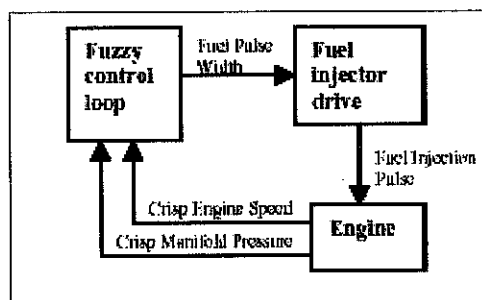 Fuzzy
control
loop
Fuel Pulse
Width
Fuel
injector
drive
Fuel Injection
Pulse
Crisp Engine Speed
Crisp Manifold Pressure
Engine